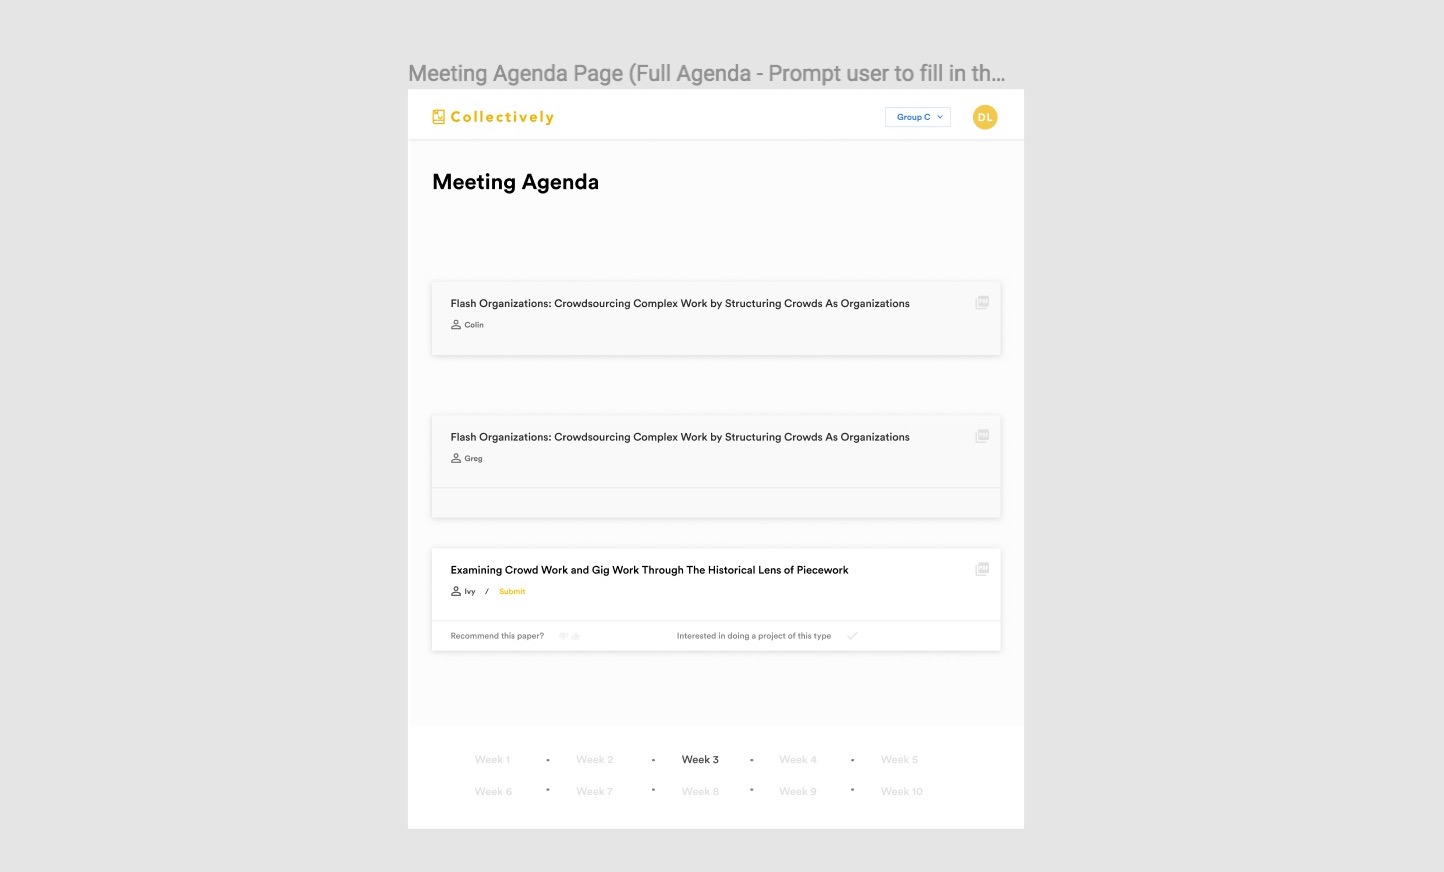 Meeting Agenda Page (Full Agenda - Prompt user to fill in th...
Collectively
Group C
DL
Meeting Agenda
Flash Organizations: Crowdsourcing Complex Work by Structuring Crowds As Organizations
Colin
Flash Organizations: Crowdsourcing Complex Work by Structuring Crowds As Organizations
Greg
Examining Crowd Work and Gig Work Through The Historical Lens of Piecework
Ivy / Submit
Recommend this paper? Interested in doing a project of this type
Week 1 • Week 2 • Week 3 • Week 4 • Week 5
Week 6 • Week 7 • Week 8 • Week 9 • Week 10